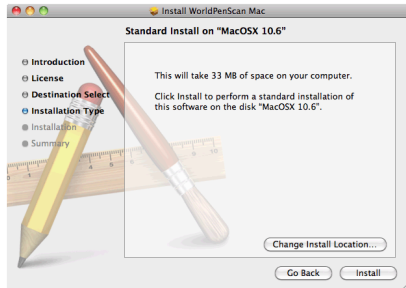 Install WorldPenScan Mac
Standard Install on "MacOSX 10.6"
Introduction
License
Destination Select
Installation Type
Installation
Summary
This will take 33 MB of space on your computer.
Click Install to perform a standard installation of
this software on the disk "MacOSX 10.6".
Change Install Location...
Go Back
Install